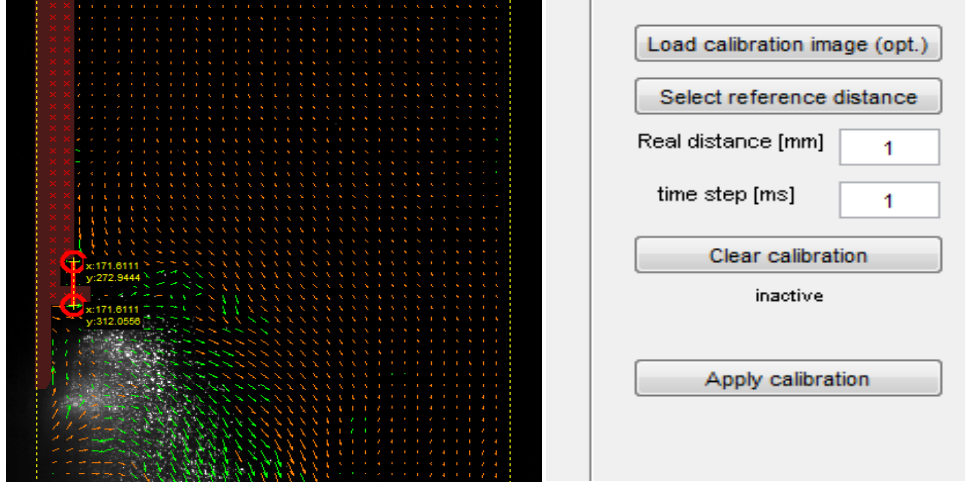 x:171.6111
y:272.9444
x:171.6111
y:312.0556
Load calibration image (opt.)
Select reference distance
Real distance [mm]
1
time step [ms]
1
Clear calibration
inactive
Apply calibration